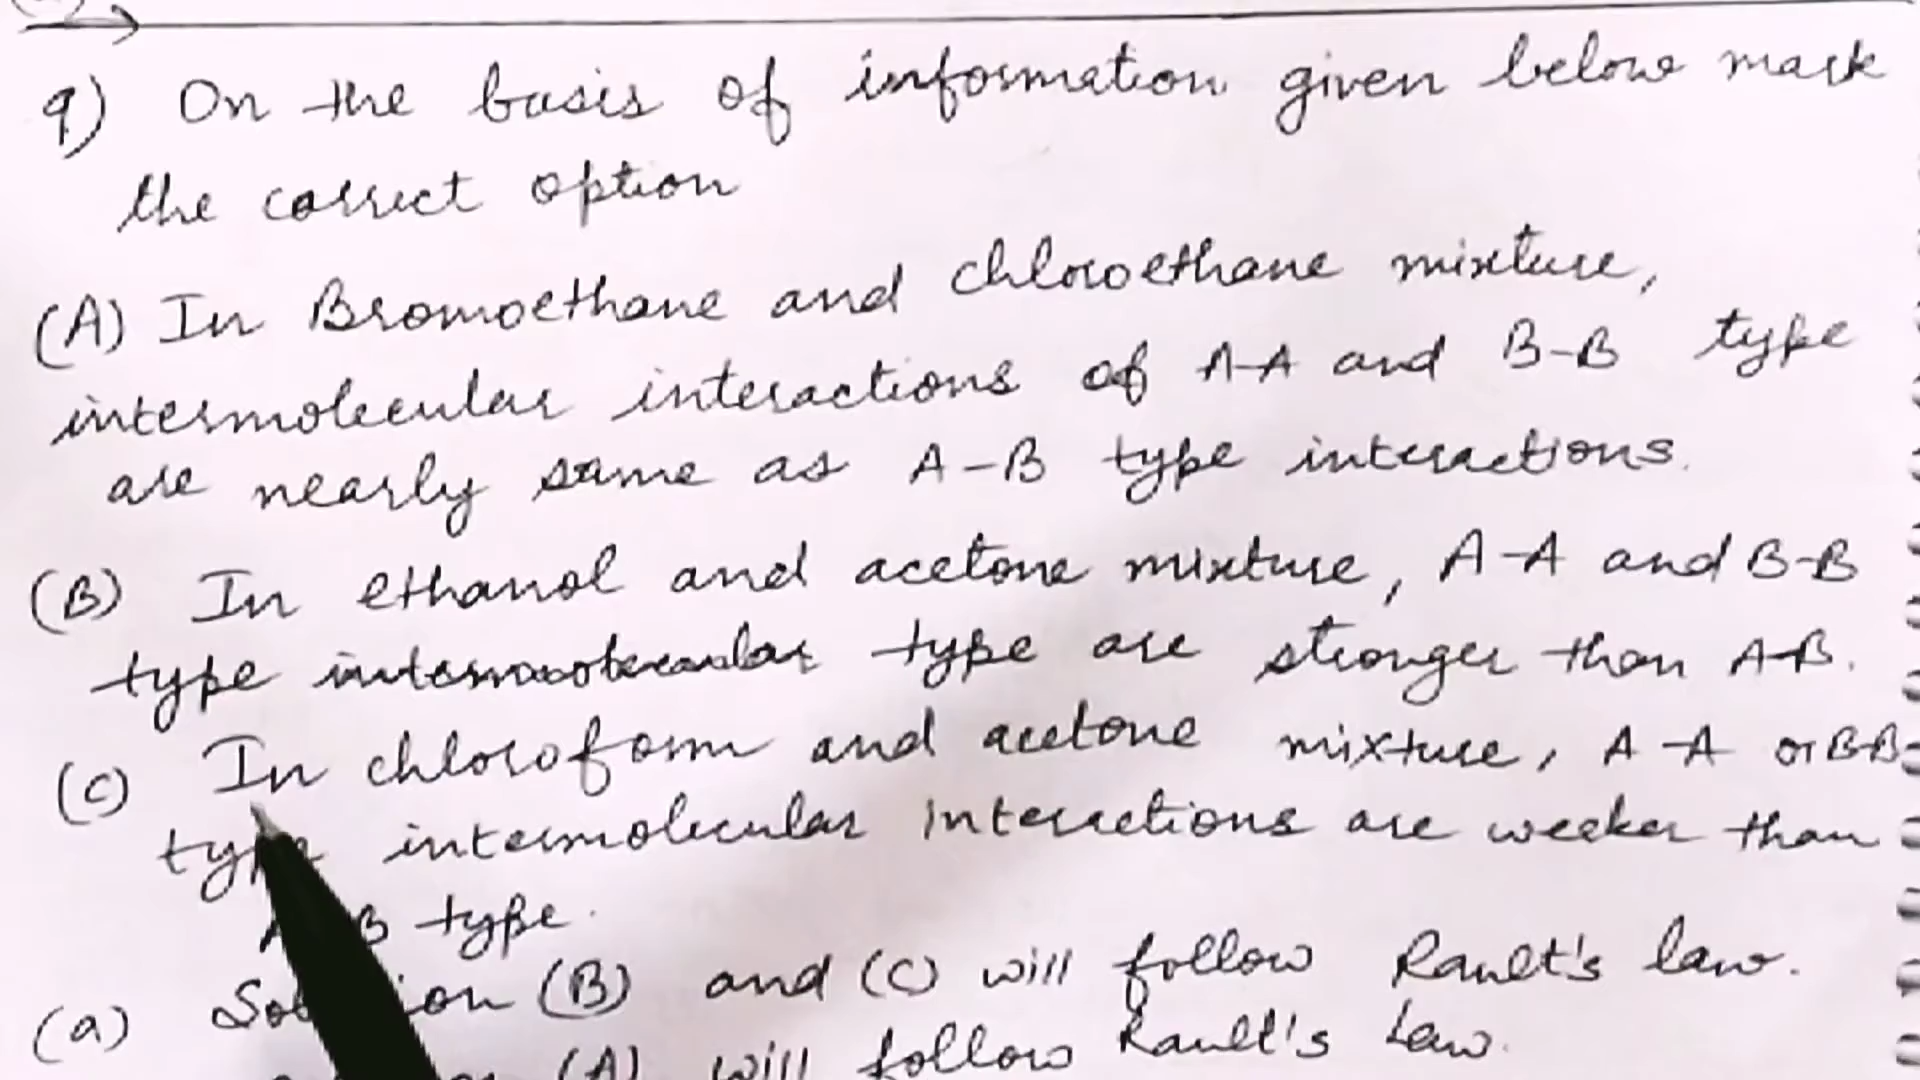 9) On the basis of information given below mark
the correct option
(A) In Bromoethane and chloroethane mixture,
intermolecular interactions of A-A and B-B type
are nearly same as A-B type interactions.
(B) In ethanol and acetone mixture, A-A and B-B
type intermolecular type are stronger than A-B.
(C) In chloroform and acetone mixture, A-A or B-B
type intermolecular interactions are weeker than
B type.
(a) (B) and (C) will follow Rault's law.
(A) will follow Rault's Law.